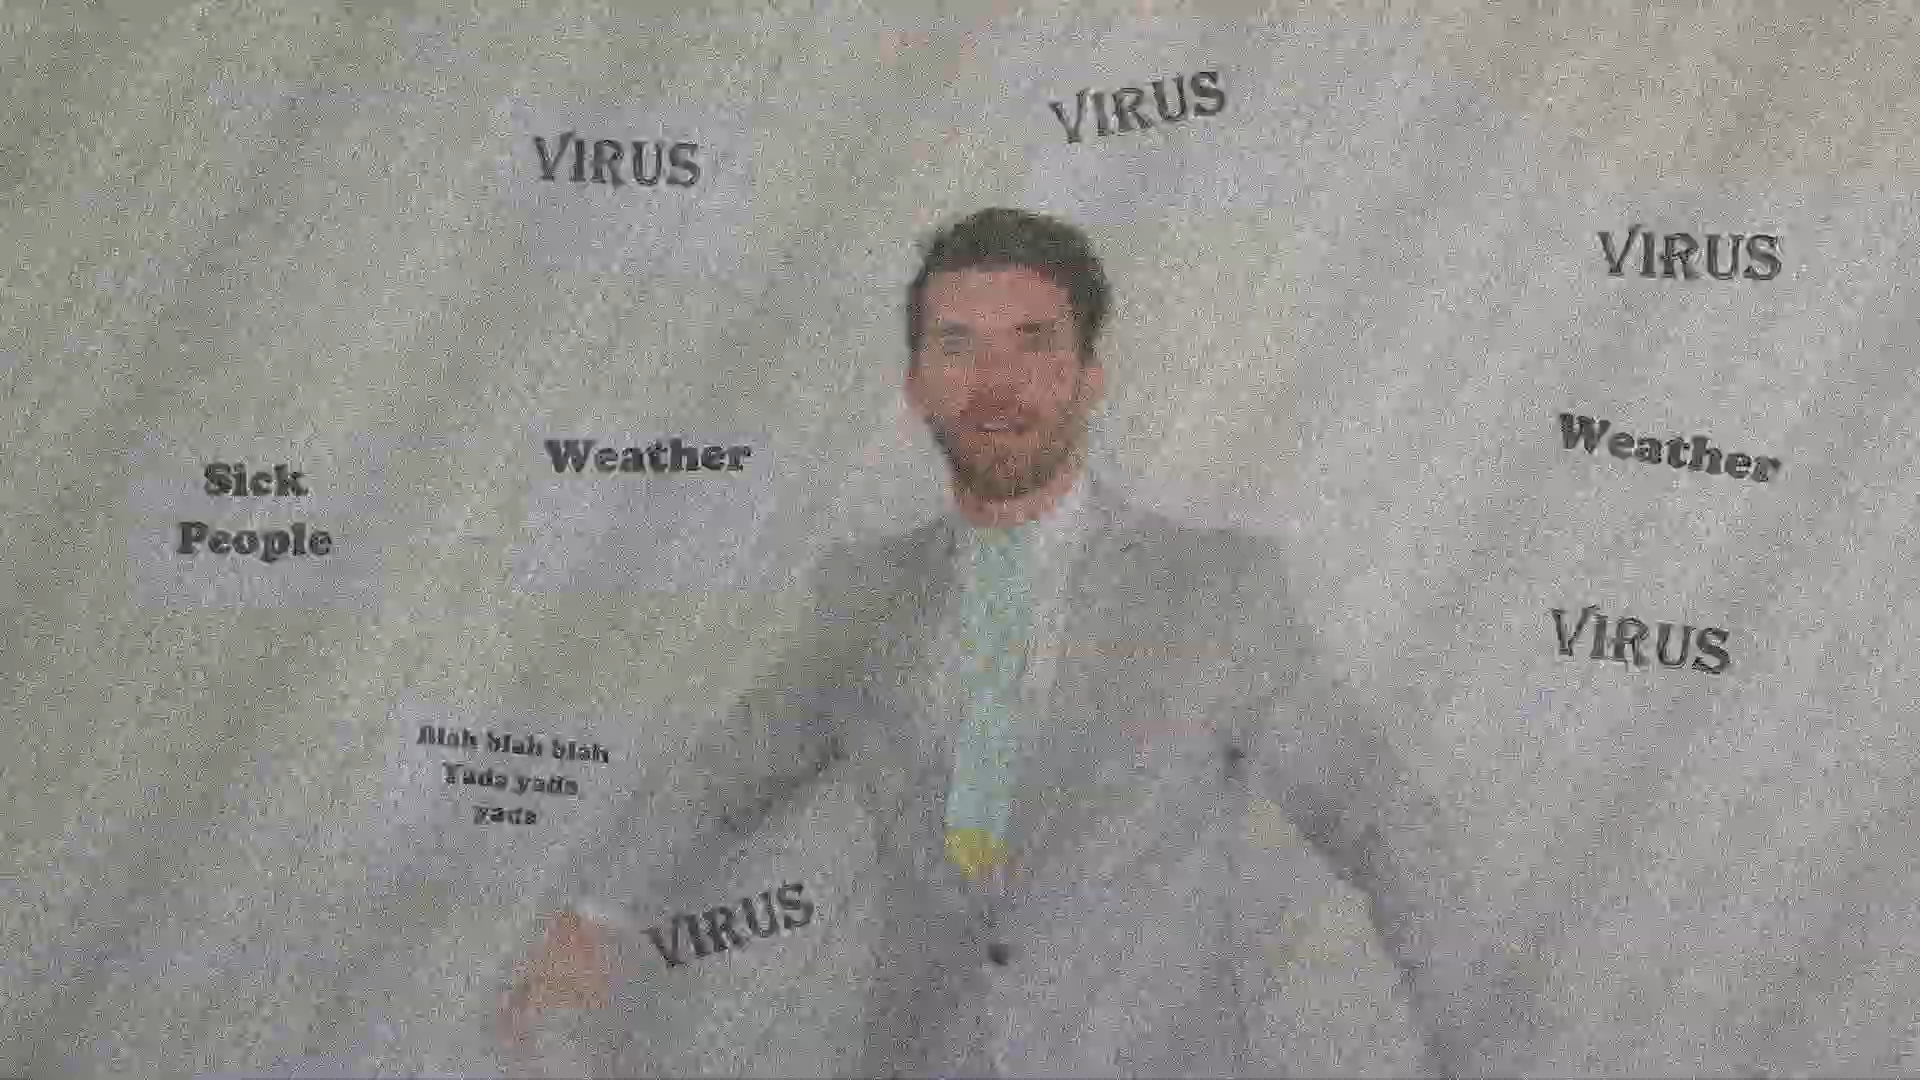 VIRUS
VIRUS
VIRUS
Weather
Weather
Sick
People
VIRUS
Blah blah blah
Yada yada
yada
VIRUS